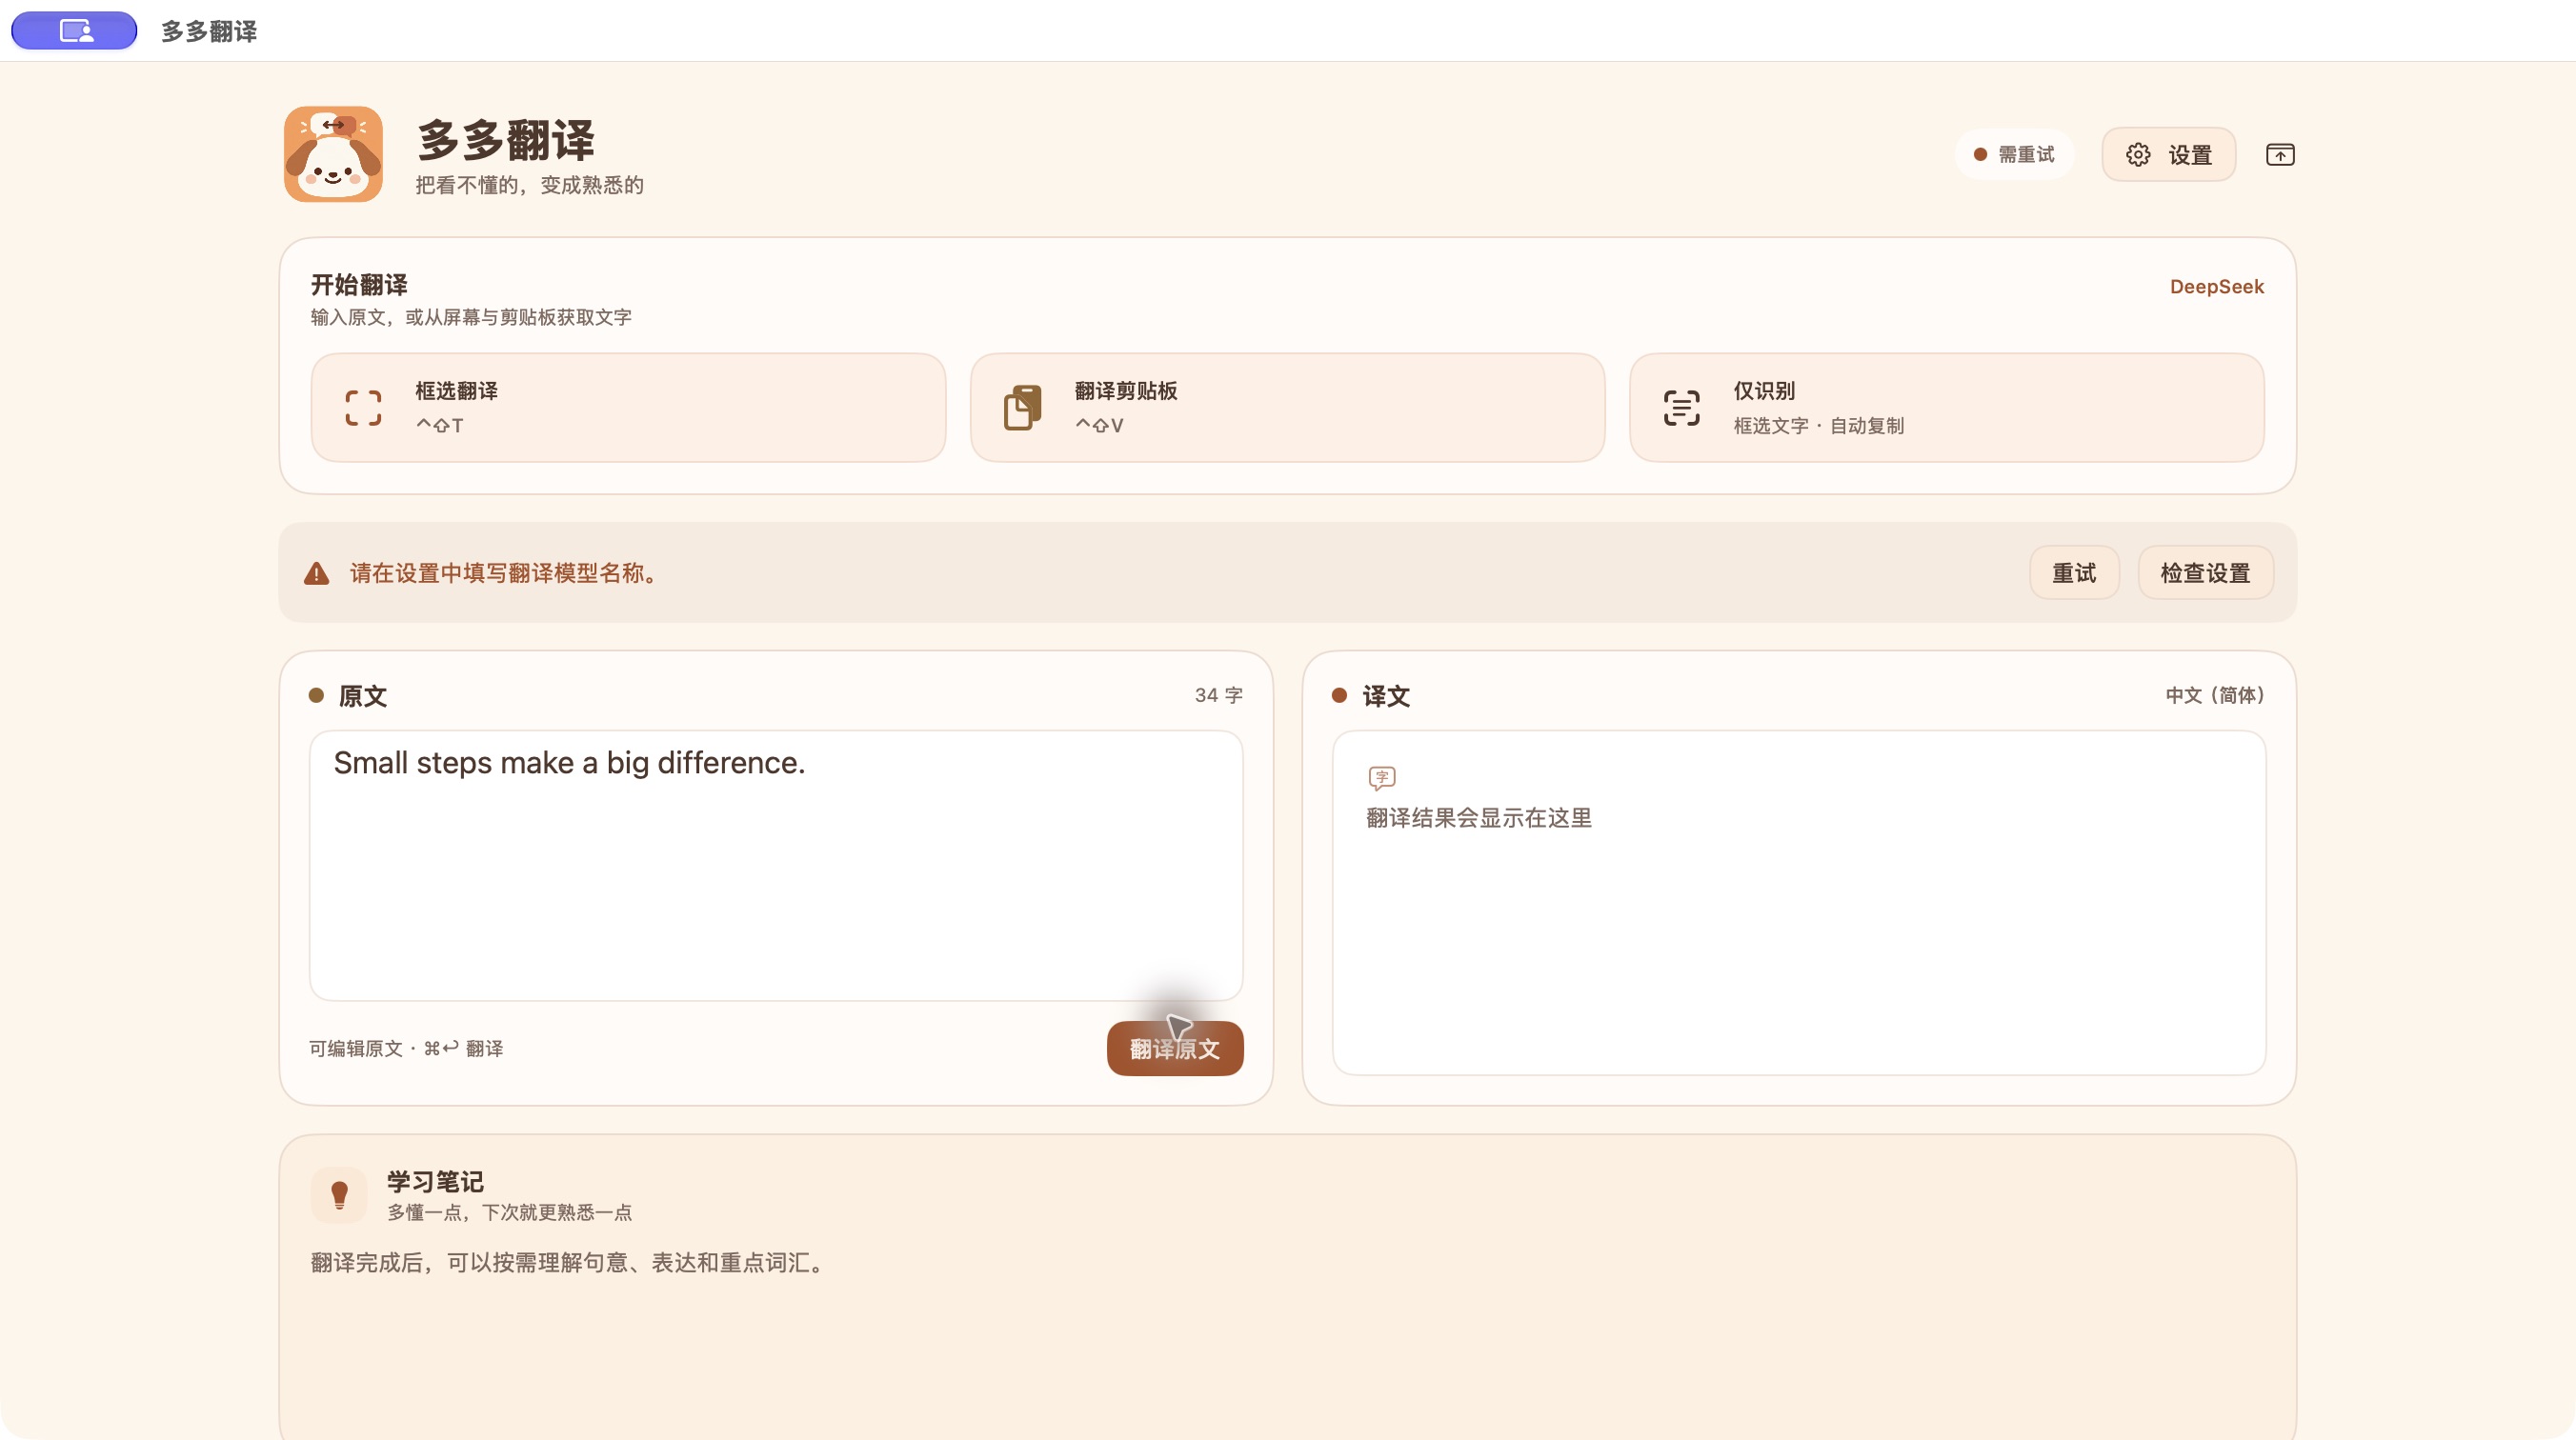 多多翻译
多多翻译
把看不懂的，变成熟悉的
需重试
设置
开始翻译
DeepSeek
输入原文，或从屏幕与剪贴板获取文字
框选翻译
^⇧T
翻译剪贴板
^⇧V
仅识别
框选文字 · 自动复制
请在设置中填写翻译模型名称。
重试
检查设置
原文
34 字
Small steps make a big difference.
可编辑原文 · ⌘↩ 翻译
翻译原文
译文
中文（简体）
字
翻译结果会显示在这里
学习笔记
多懂一点，下次就更熟悉一点
翻译完成后，可以按需理解句意、表达和重点词汇。